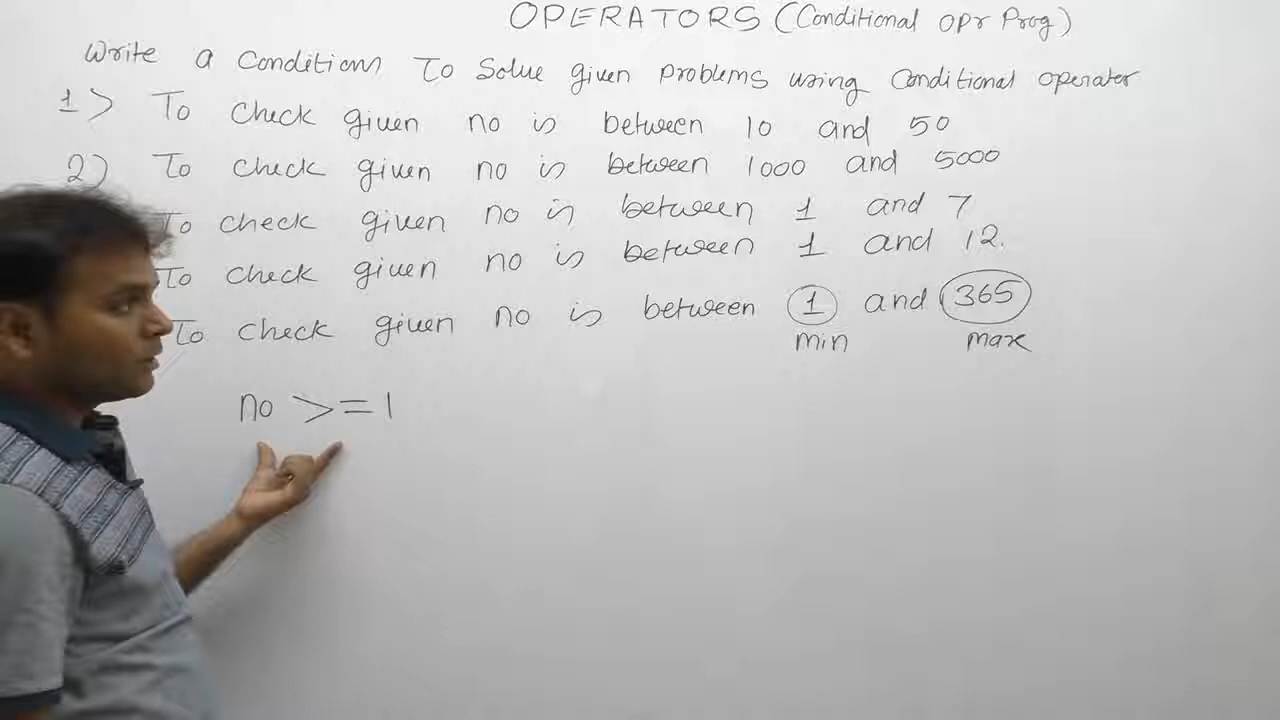 OPERATORS (Conditional Opr Prog)
Write a Condition To Solve given problems using Conditional operator
1> To check given no is between 10 and 50
2) To check given no is between 1000 and 5000
To check given no is between 1 and 7
To check given no is between 1 and 12.
To check given no is between 1 and 365
min max
no >=1